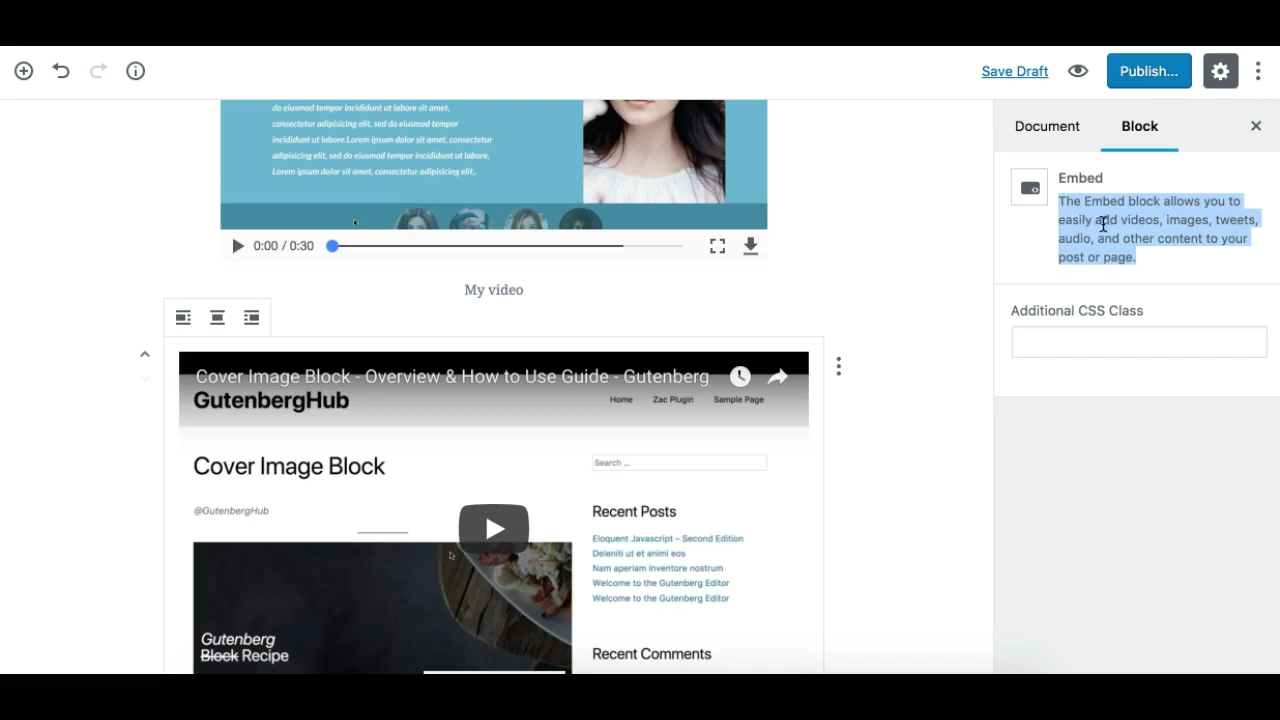 Save Draft
Publish...
do eiusmod tempor incididunt ut labore sit amet,
consectetur adipisicing elit, sed do eiusmod tempor
incididunt ut labore.Lorem ipsum dolor sit amet, consectetur
adipisicing elit, sed do eiusmod tempor incididunt ut labore,
Lorem ipsum dolor sit amet, consectetur adipisicing elit..
0:00 / 0:30
My video
Cover Image Block - Overview & How to Use Guide - Gutenberg
GutenbergHub
Home Zac Plugin Sample Page
Cover Image Block
Search ...
@GutenbergHub
Recent Posts
Eloquent Javascript – Second Edition
Deleniti ut et animi eos
Nam aperiam inventore nostrum
Welcome to the Gutenberg Editor
Welcome to the Gutenberg Editor
Gutenberg
Block Recipe
Recent Comments
Document Block
Embed
The Embed block allows you to
easily add videos, images, tweets,
audio, and other content to your
post or page.
Additional CSS Class